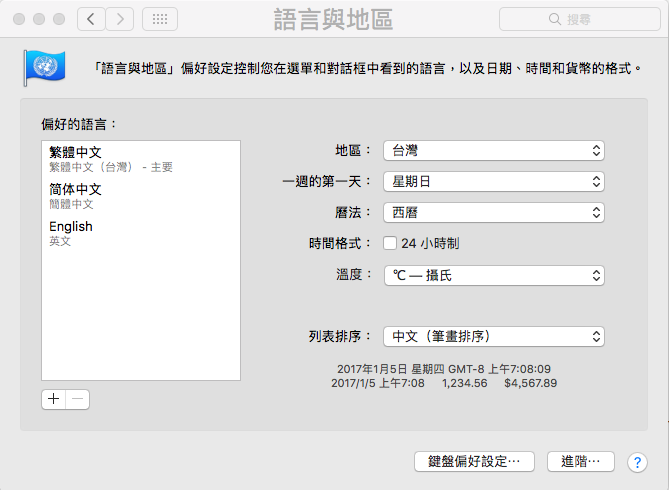 語言與地區
搜尋
「語言與地區」偏好設定控制您在選單和對話框中看到的語言，以及日期、時間和貨幣的格式。
偏好的語言：
繁體中文
繁體中文（台灣） - 主要
简体中文
簡體中文
English
英文
地區： 台灣
一週的第一天： 星期日
曆法： 西曆
時間格式： 24 小時制
溫度： ℃ — 攝氏
列表排序： 中文（筆畫排序）
2017年1月5日 星期四 GMT-8 上午7:08:09
2017/1/5 上午7:08 1,234.56 $4,567.89
鍵盤偏好設定⋯ 進階⋯ ?